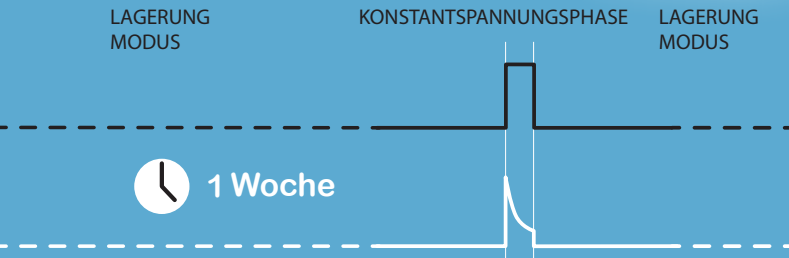 LAGERUNG
MODUS
KONSTANTSPANNUNGSPHASE
LAGERUNG
MODUS
1 Woche